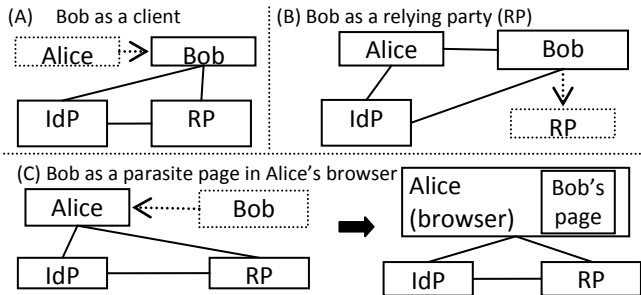 (A) Bob as a client
Alice
Bob
IdP
RP
(B) Bob as a relying party (RP)
Alice
Bob
IdP
RP
(C) Bob as a parasite page in Alice's browser
Alice
Bob
IdP
RP
Alice
(browser)
Bob's
page
IdP
RP